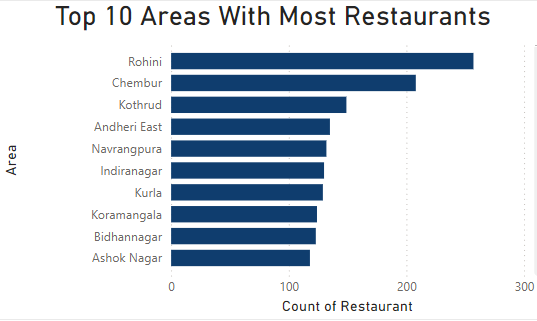 Top 10 Areas With Most Restaurants
Area
Rohini
Chembur
Kothrud
Andheri East
Navrangpura
Indiranagar
Kurla
Koramangala
Bidhannagar
Ashok Nagar
0 100 200 300
Count of Restaurant